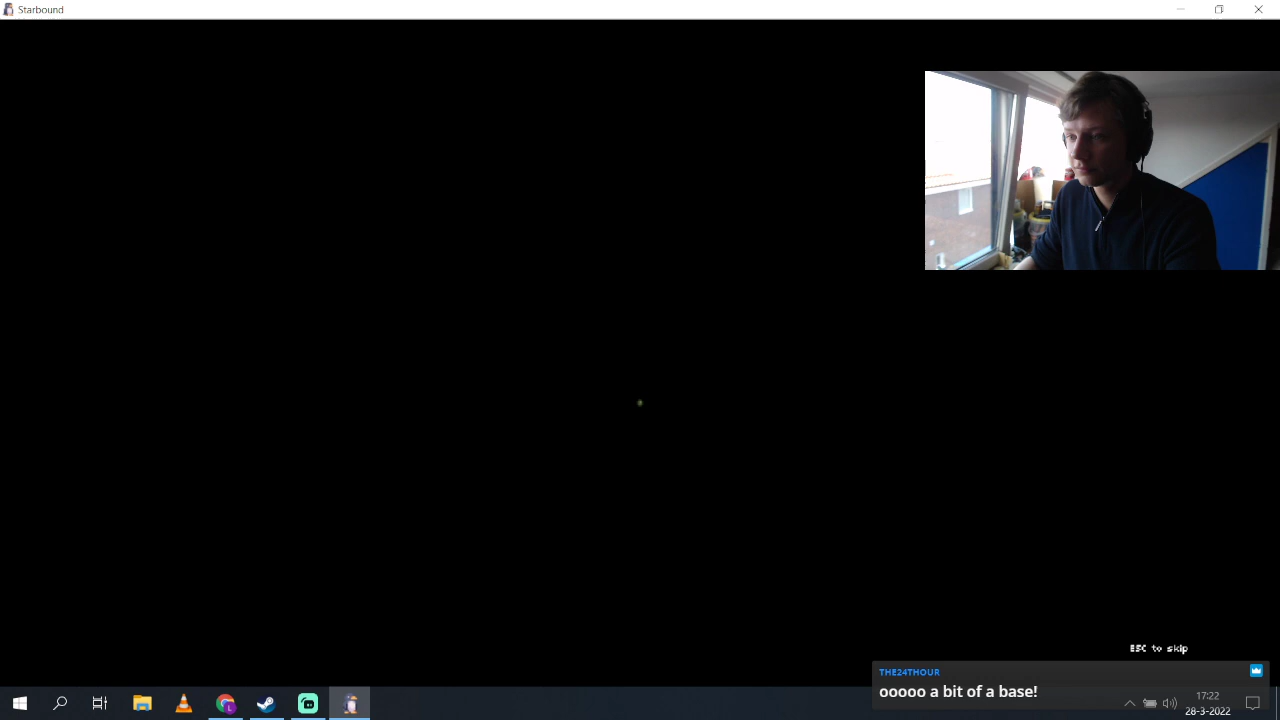 Starbound
ESC to skip
THE24THOUR
ooooo a bit of a base!
17:22
28-3-2022